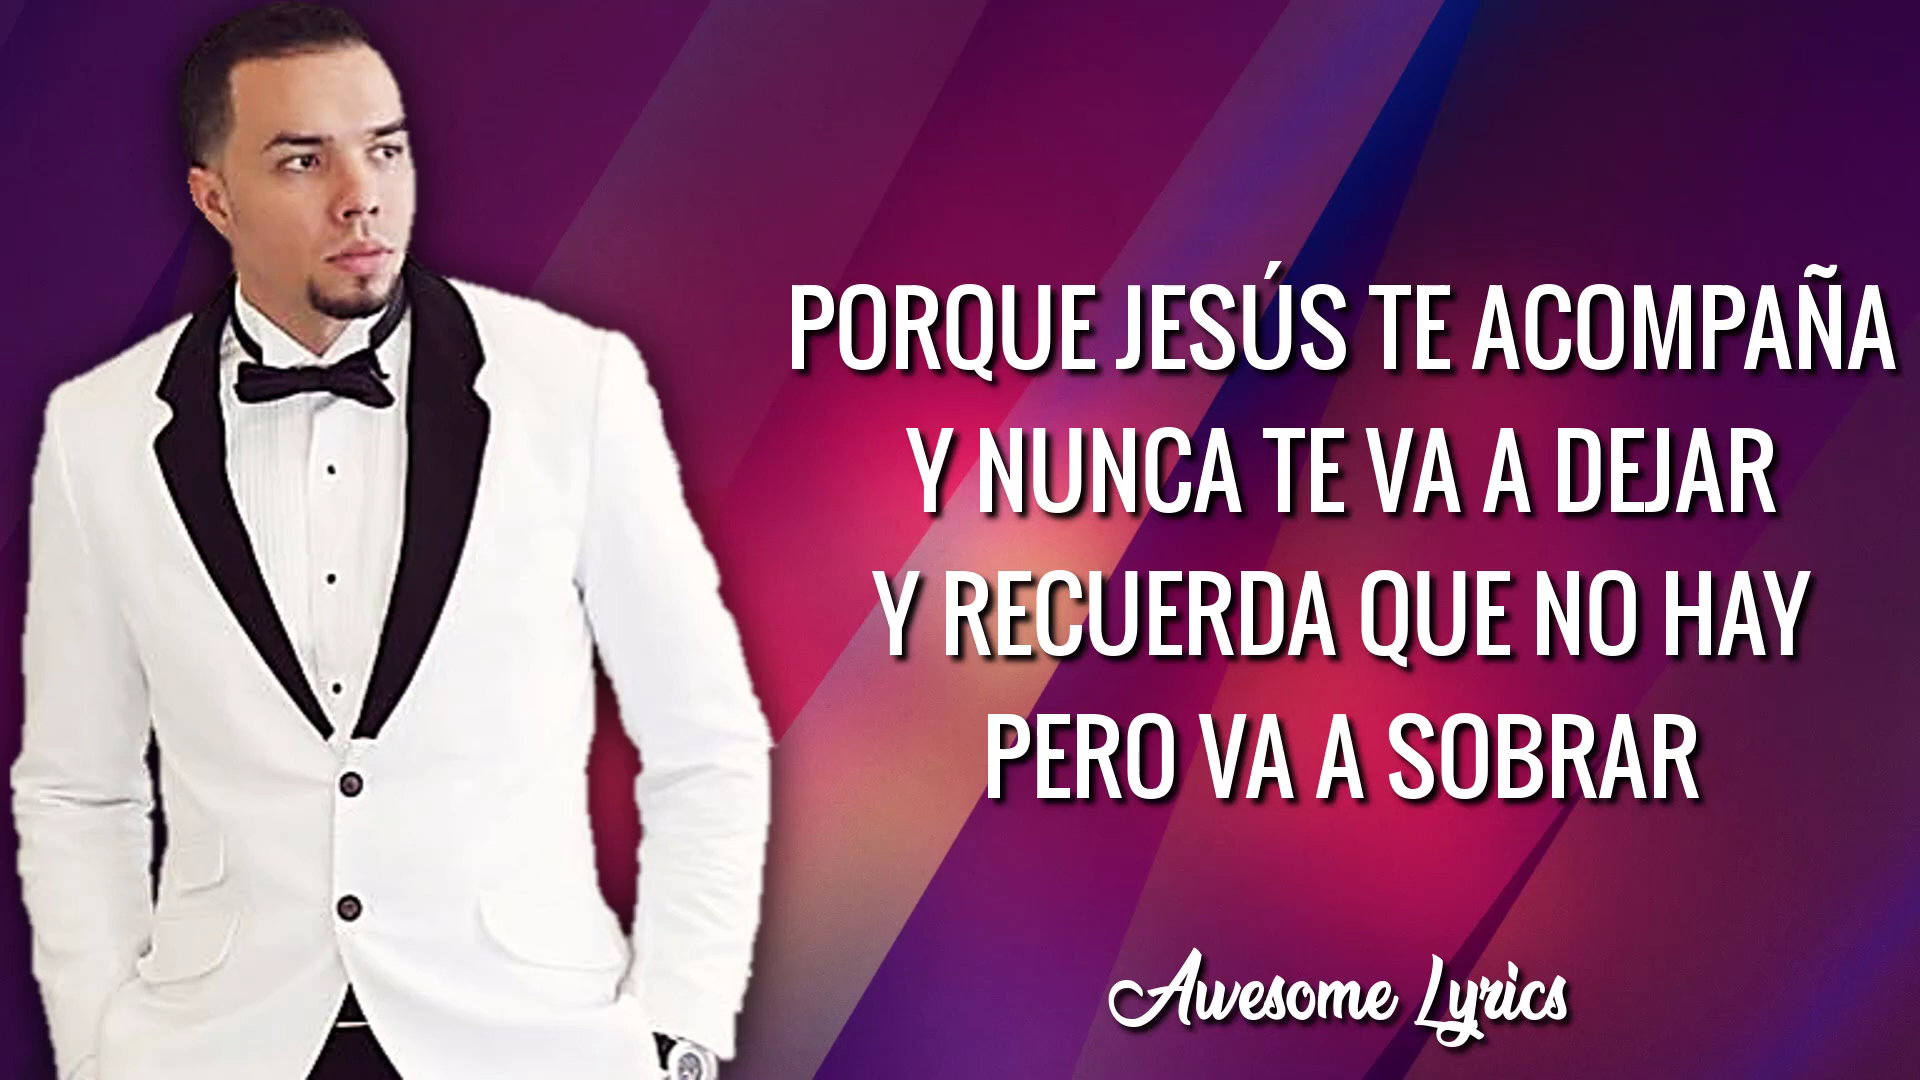 PORQUE JESÚS TE ACOMPAÑA
Y NUNCA TE VA A DEJAR
Y RECUERDA QUE NO HAY
PERO VA A SOBRAR
Awesome Lyrics